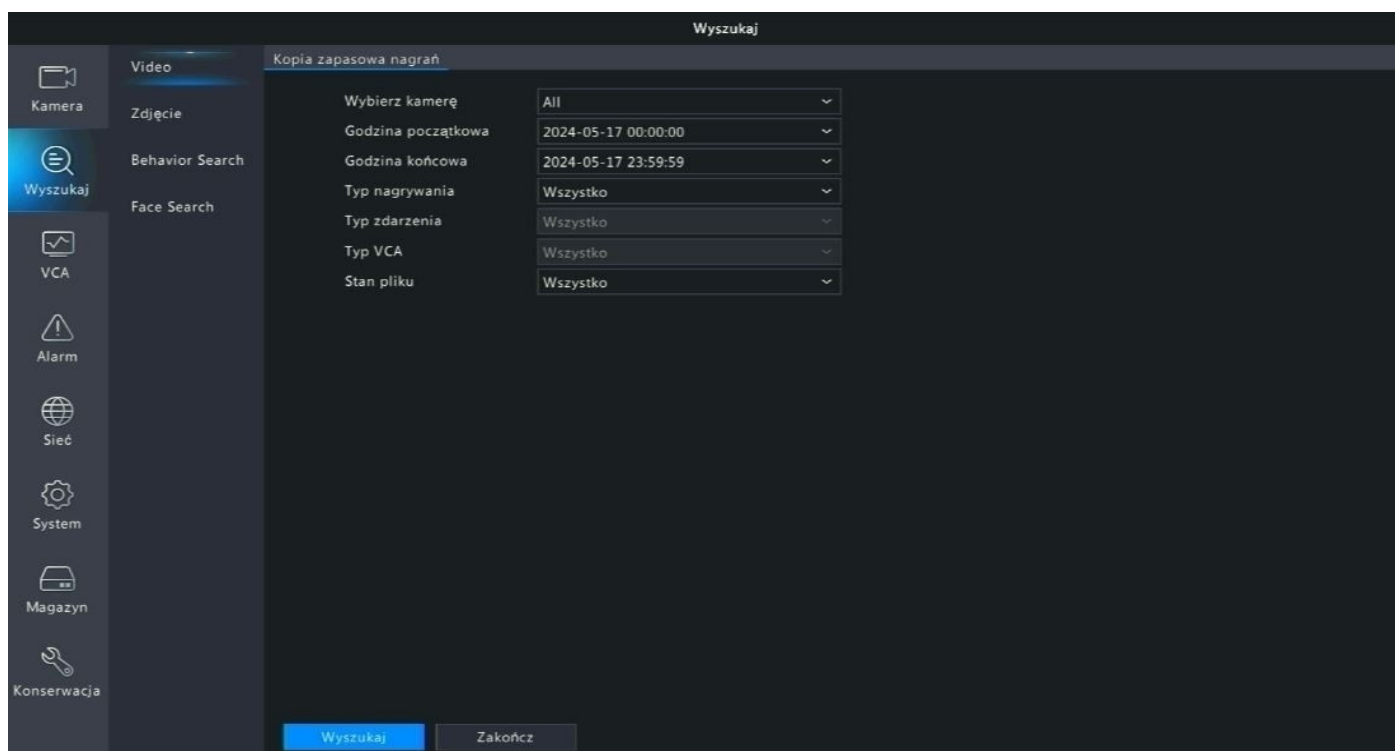 Wyszukaj
Kamera
Wyszukaj
VCA
Alarm
Sieć
System
Magazyn
Konserwacja
Video
Zdjęcie
Behavior Search
Face Search
Kopia zapasowa nagrań
Wybierz kamerę All
Godzina początkowa 2024-05-17 00:00:00
Godzina końcowa 2024-05-17 23:59:59
Typ nagrywania Wszystko
Typ zdarzenia Wszystko
Typ VCA Wszystko
Stan pliku Wszystko
Wyszukaj Zakończ